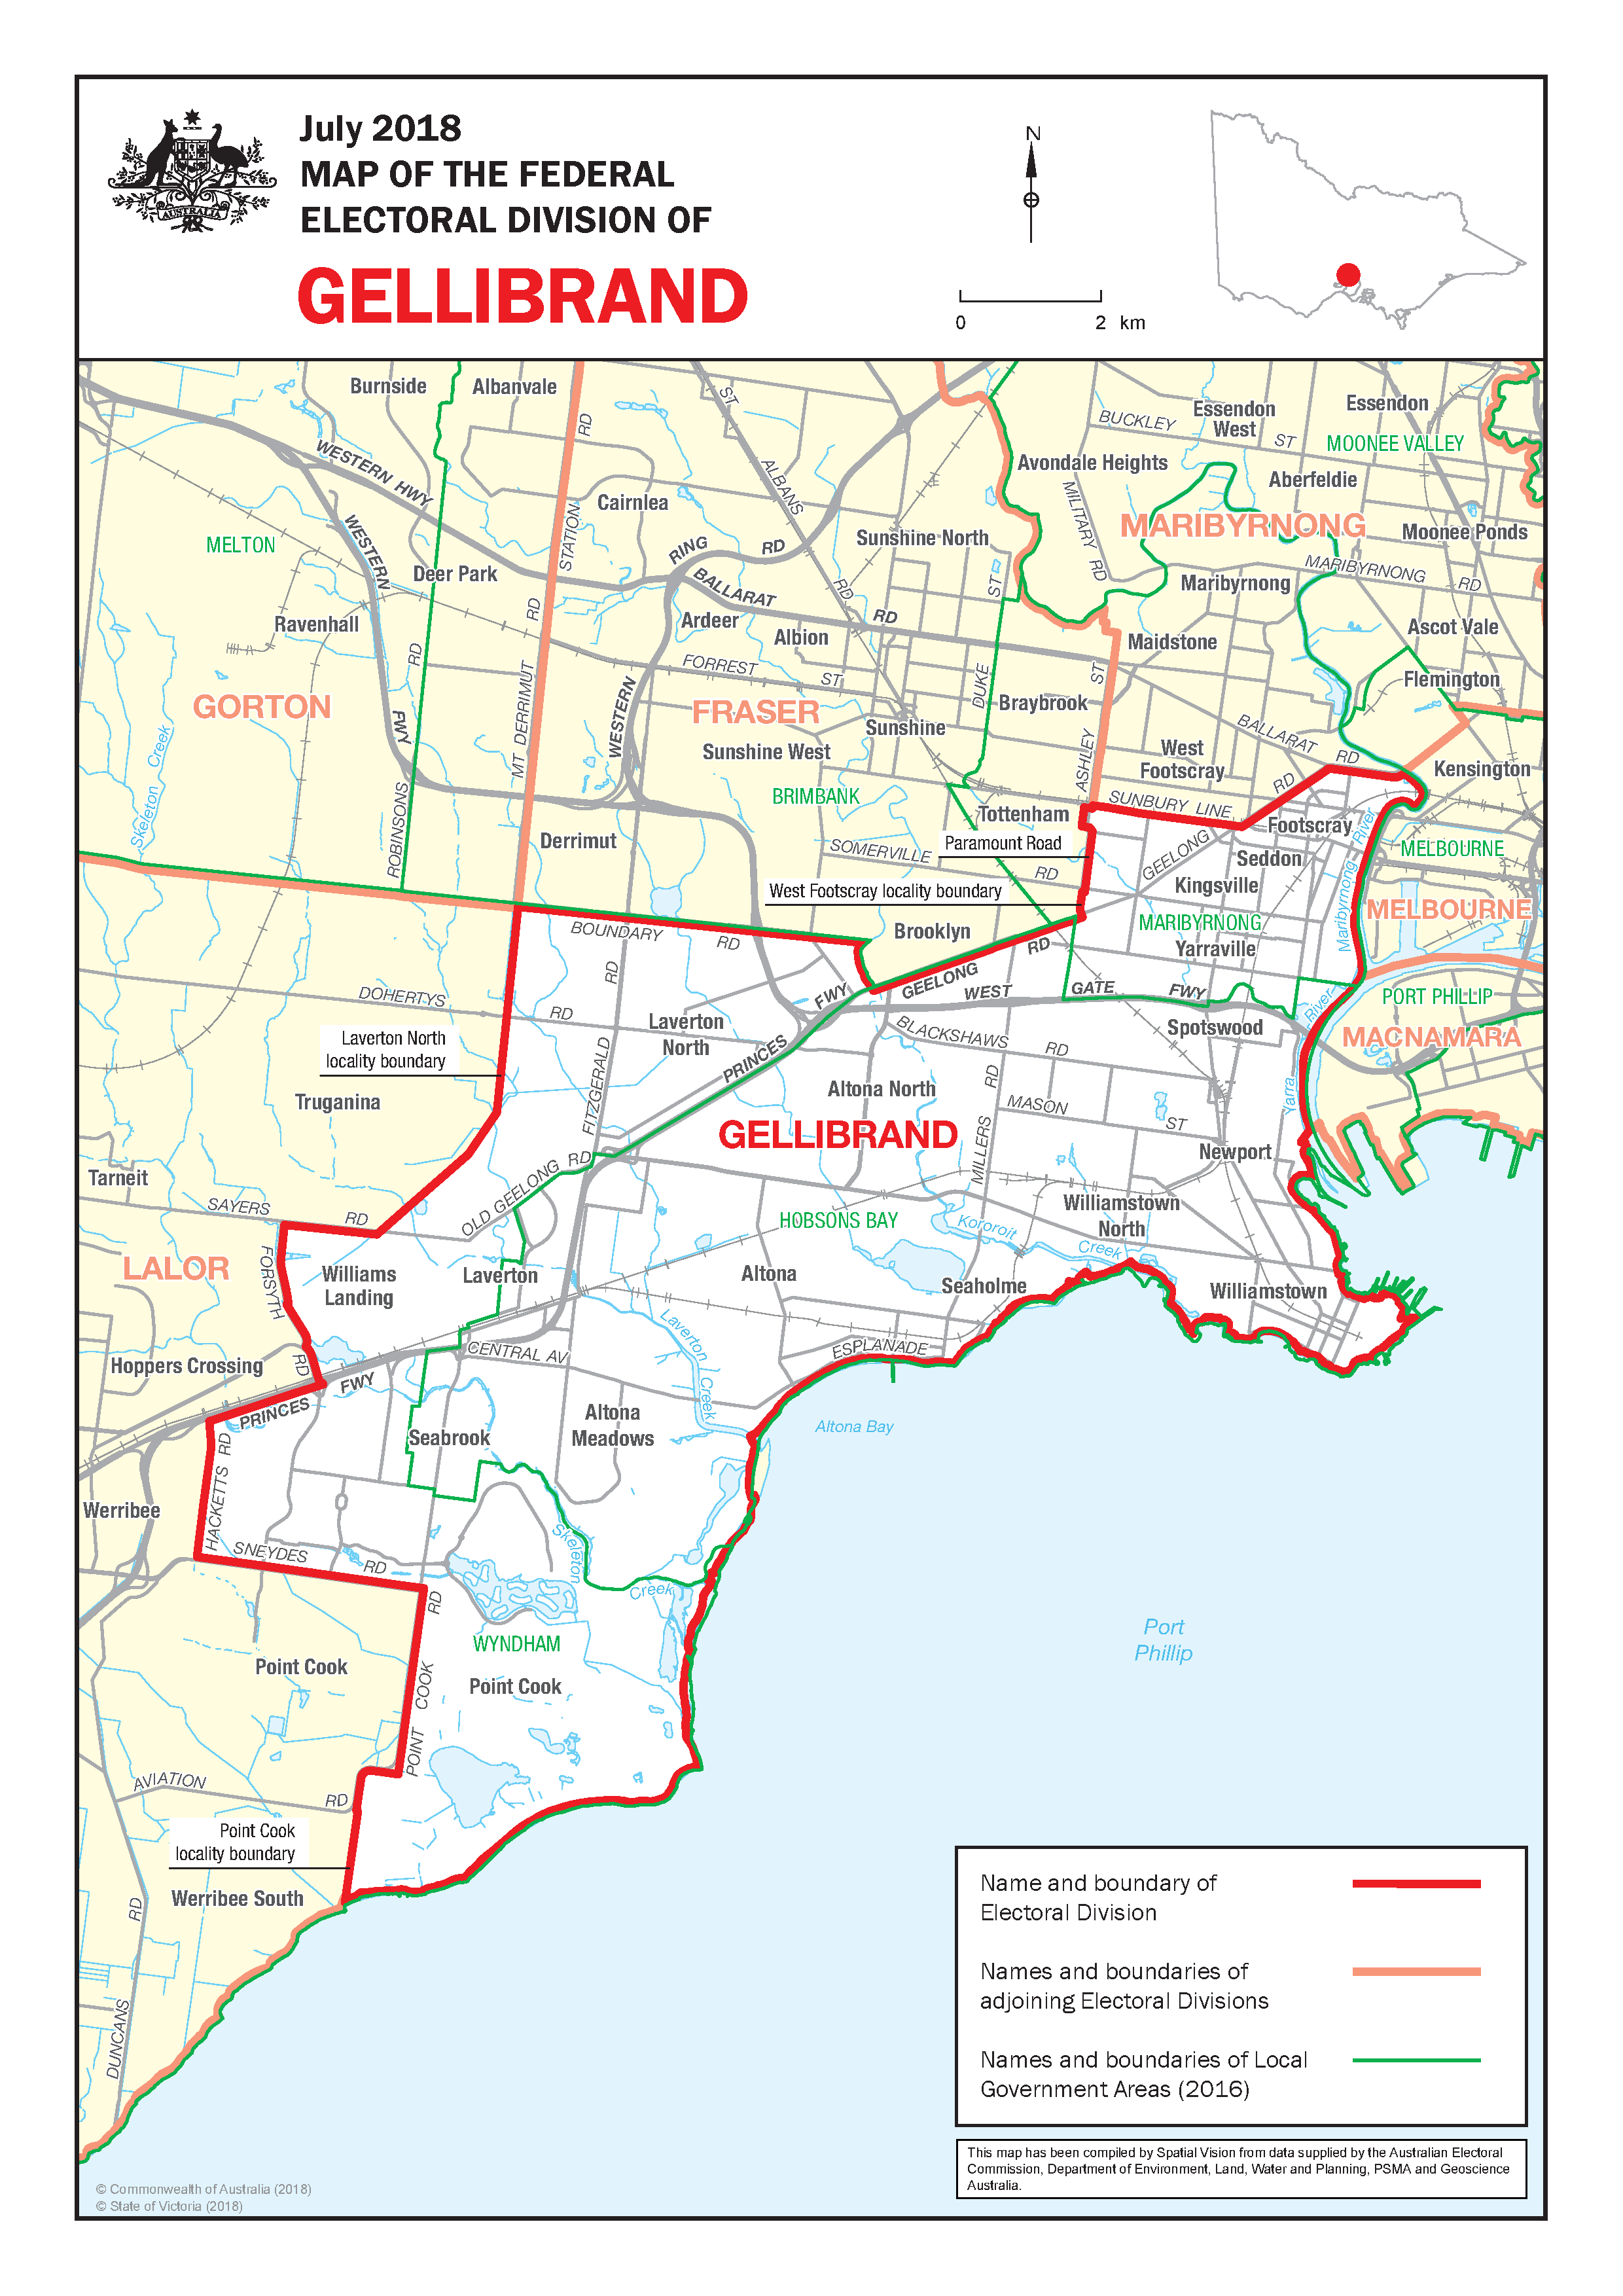 July 2018
MAP OF THE FEDERAL
ELECTORAL DIVISION OF
GELLIBRAND
AUSTRALIA
N
0 2 km
Burnside
Albanvale
ST
RD
BUCKLEY
ST
Essendon
West
Essendon
MOONEE VALLEY
WESTERN HWY
Avondale Heights
Aberfeldie
ALBANS
Cairnlea
MILITARY
RD
MARIBYRNONG
Moonee Ponds
MELTON
WESTERN
STATION
RING
RD
Sunshine North
MARIBYRNONG
RD
Deer Park
BALLARAT
RD
RD
ST
Maribyrnong
Ravenhall
RD
Ardeer
Albion
Maidstone
Ascot Vale
RD
FORREST
ST
DUKE
ST
Flemington
GORTON
FWY
MT DERRIMUT
WESTERN
FRASER
Braybrook
Skeleton Creek
Sunshine
Sunshine West
BALLARAT
RD
West
Footscray
ASHLEY
RD
Kensington
ROBINSONS
BRIMBANK
SUNBURY LINE
Tottenham
Footscray
Derrimut
Paramount Road
SOMERVILLE
RD
GEELONG
Seddon
Maribyrnong River
MELBOURNE
West Footscray locality boundary
Kingsville
MELBOURNE
BOUNDARY
RD
Brooklyn
MARIBYRNONG
Yarraville
RD
GEELONG
RD
DOHERTYS
RD
FWY
WEST
GATE
FWY
PORT PHILLIP
Laverton
North
BLACKSHAWS
RD
Spotswood
River
MACNAMARA
Laverton North
locality boundary
PRINCES
FITZGERALD
Altona North
RD
Yarra
Truganina
MASON
ST
GELLIBRAND
MILLERS
Newport
Tarneit
OLD GEELONG RD
SAYERS
RD
Williamstown
North
HOBSONS BAY
Kororoit
Creek
LALOR
FORSYTH
RD
Williams
Landing
Laverton
Altona
Seaholme
Williamstown
Laverton Creek
Hoppers Crossing
CENTRAL AV
ESPLANADE
FWY
PRINCES
Altona
Meadows
Altona Bay
Seabrook
HACKETTS RD
Werribee
SNEYDES
RD
Skeleton
Creek
RD
Port
Phillip
WYNDHAM
Point Cook
Point Cook
COOK
POINT
AVIATION
RD
Point Cook
locality boundary
Werribee South
RD
DUNCANS
Name and boundary of
Electoral Division
Names and boundaries of
adjoining Electoral Divisions
Names and boundaries of Local
Government Areas (2016)
This map has been compiled by Spatial Vision from data supplied by the Australian Electoral
Commission, Department of Environment, Land, Water and Planning, PSMA and Geoscience
Australia.
© Commonwealth of Australia (2018)
© State of Victoria (2018)